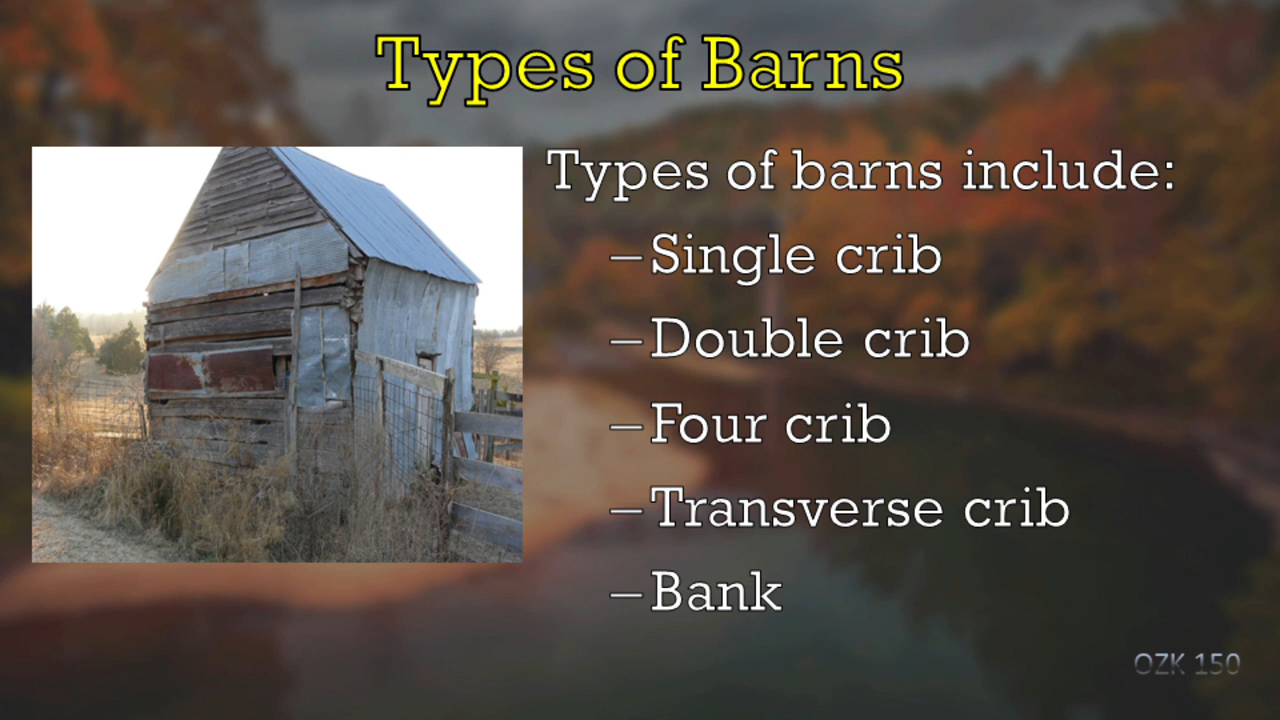 Types of Barns
Types of barns include:
–Single crib
–Double crib
–Four crib
–Transverse crib
–Bank
OZK 150